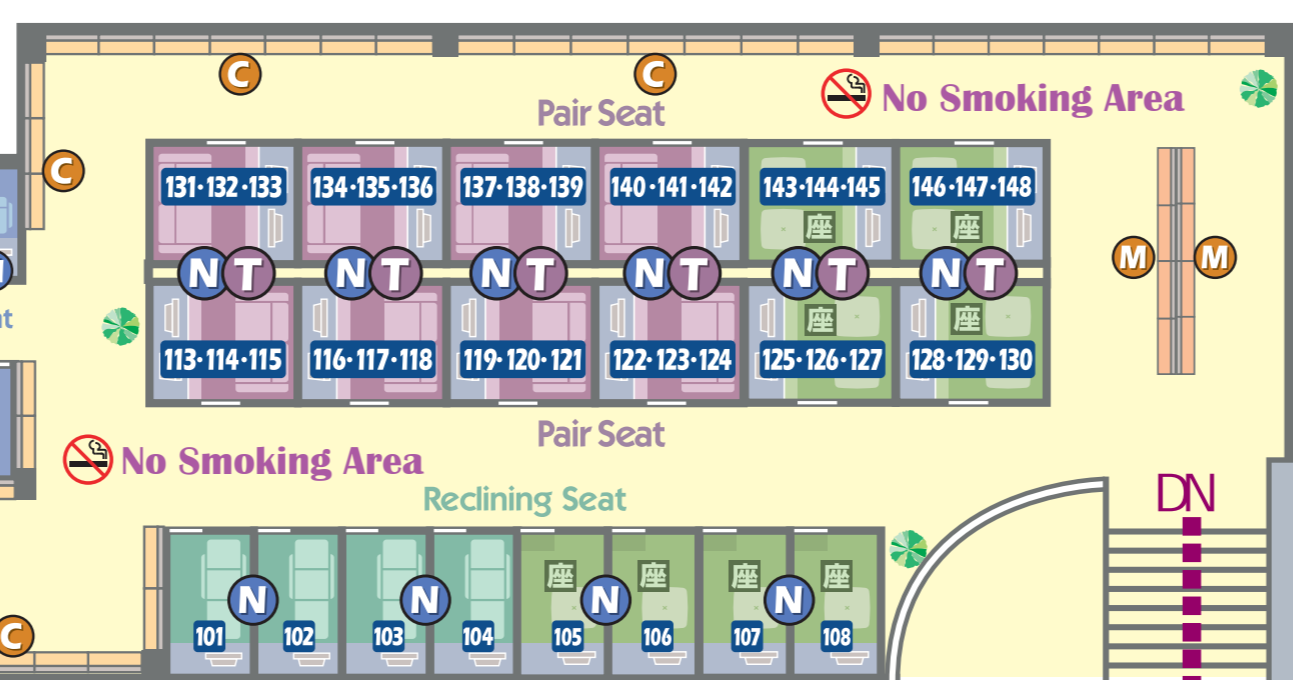 C
C
No Smoking Area
Pair Seat
C
131・132・133
134・135・136
137・138・139
140・141・142
143・144・145
146・147・148
座
座
N T
N T
N T
N T
N T
N T
M
M
座
座
113・114・115
116・117・118
119・120・121
122・123・124
125・126・127
128・129・130
Pair Seat
No Smoking Area
Reclining Seat
DN
座
座
座
座
N
N
N
N
C
101
102
103
104
105
106
107
108